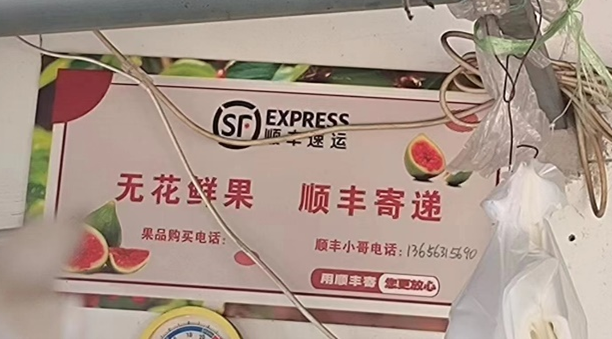 SF EXPRESS
顺丰速运
无花鲜果 顺丰寄递
果品购买电话:
顺丰小哥电话:13656315690
用顺丰寄 您更放心